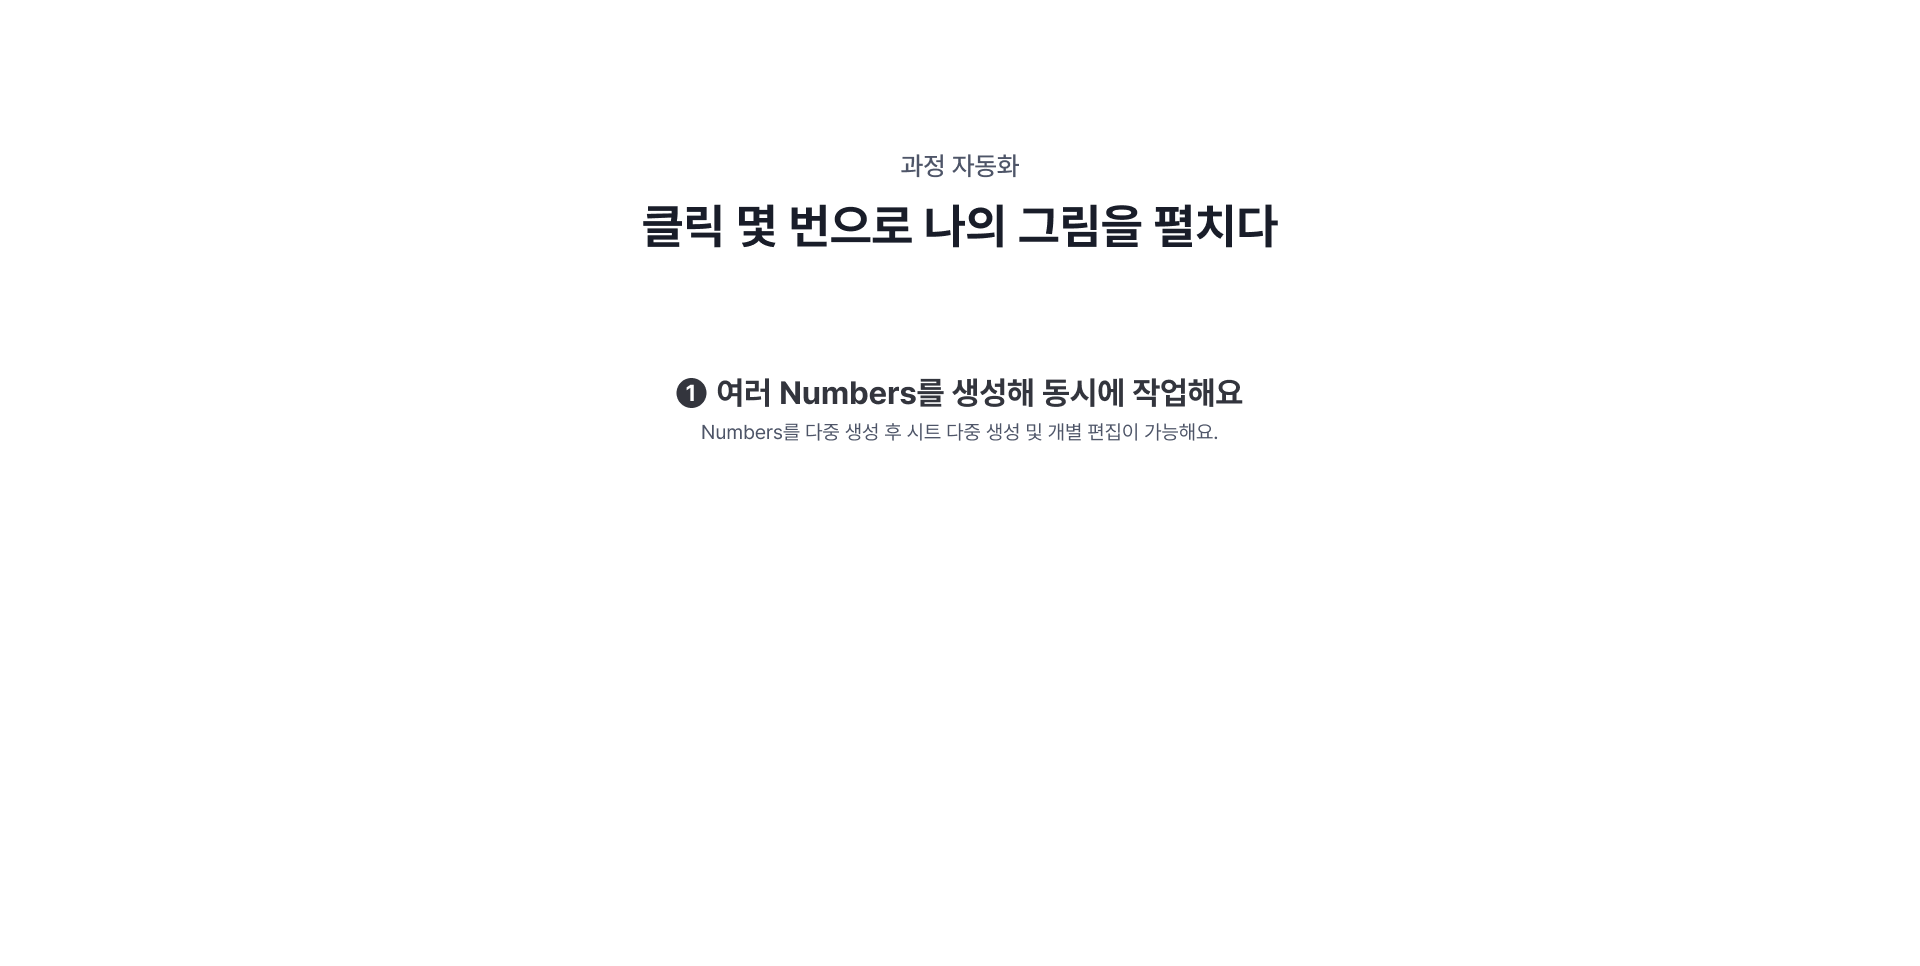 과정 자동화
클릭 몇 번으로 나의 그림을 펼치다
❶ 여러 Numbers를 생성해 동시에 작업해요
Numbers를 다중 생성 후 시트 다중 생성 및 개별 편집이 가능해요.